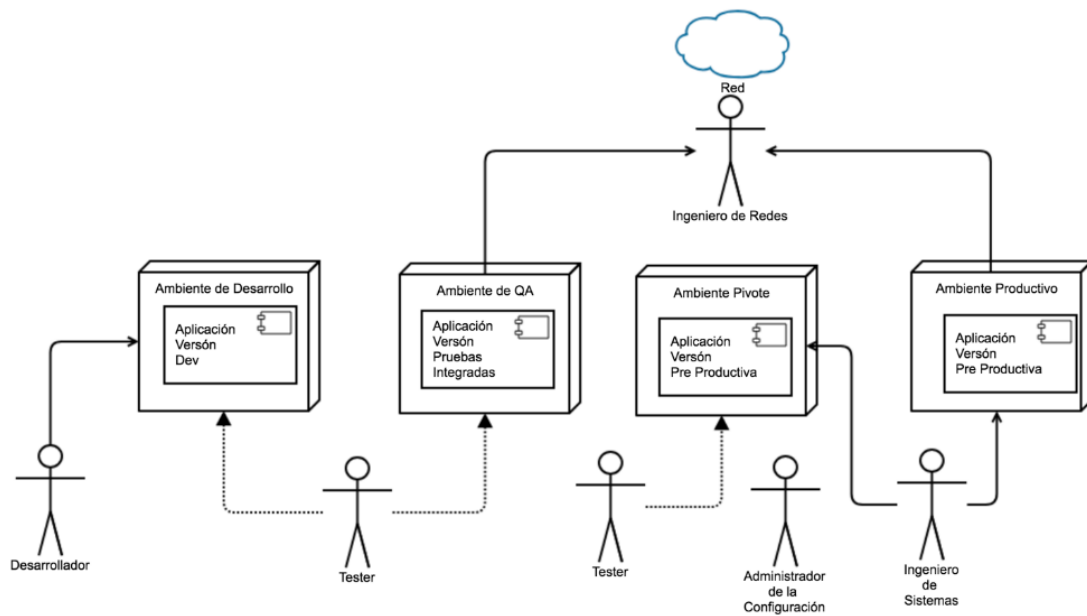 Red
Ingeniero de Redes
Ambiente de Desarrollo
Aplicación
Versón
Dev
Ambiente de QA
Aplicación
Versón
Pruebas
Integradas
Ambiente Pivote
Aplicación
Versón
Pre Productiva
Ambiente Productivo
Aplicación
Versón
Pre Productiva
Desarrollador
Tester
Tester
Administrador
de la
Configuración
Ingeniero
de
Sistemas